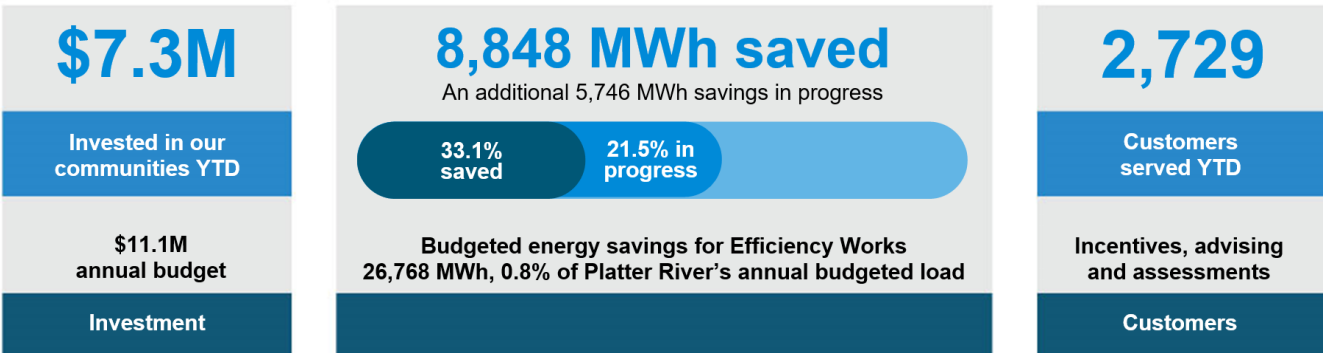 $7.3M
Invested in our
communities YTD
$11.1M
annual budget
Investment
8,848 MWh saved
An additional 5,746 MWh savings in progress
33.1%
saved
21.5% in
progress
Budgeted energy savings for Efficiency Works
26,768 MWh, 0.8% of Platter River’s annual budgeted load
2,729
Customers
served YTD
Incentives, advising
and assessments
Customers